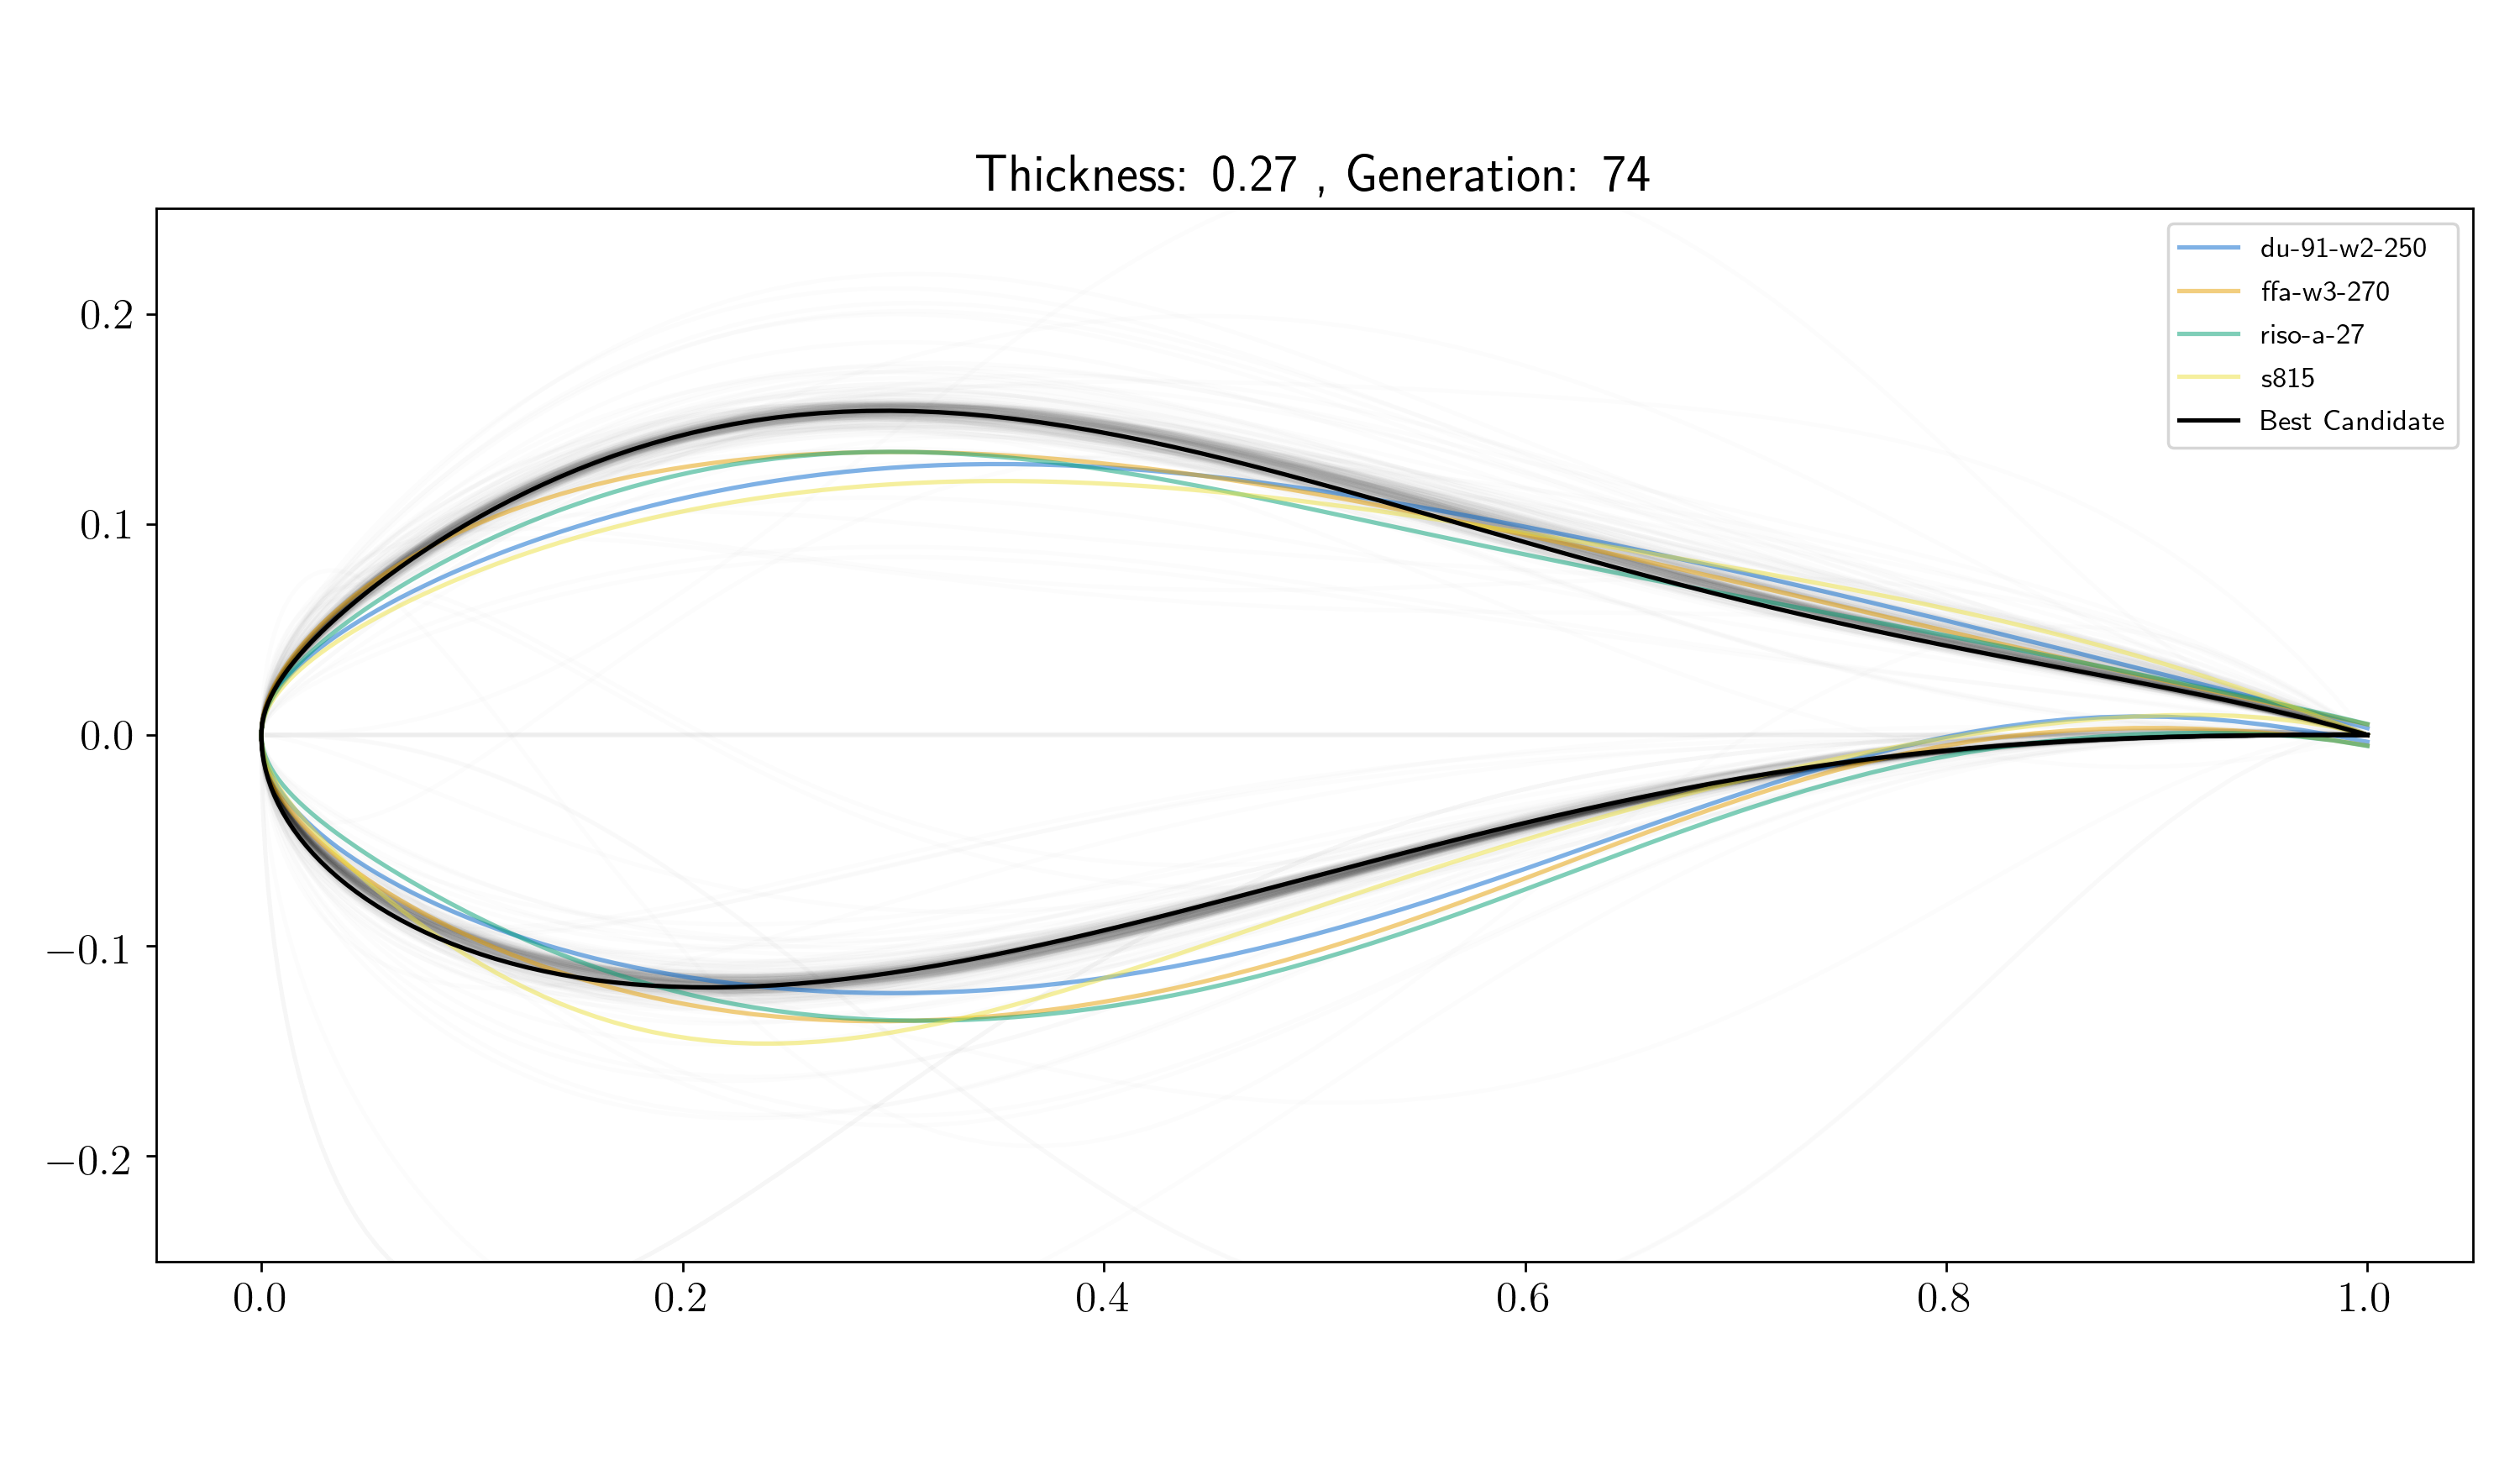 Thickness: 0.27 , Generation: 74
du-91-w2-250
ffa-w3-270
riso-a-27
s815
Best Candidate
0.2
0.1
0.0
−0.1
−0.2
0.0 0.2 0.4 0.6 0.8 1.0